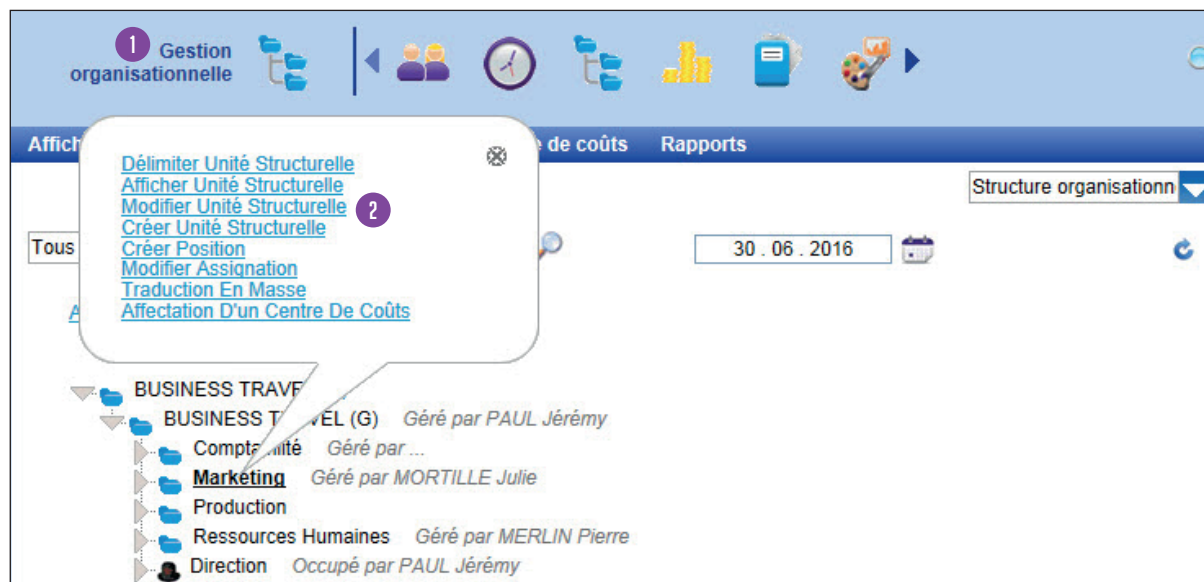 1 Gestion
organisationnelle
Affich
de coûts Rapports
Délimiter Unité Structurelle
Afficher Unité Structurelle
Modifier Unité Structurelle 2
Créer Unité Structurelle
Créer Position
Modifier Assignation
Traduction En Masse
Affectation D'un Centre De Coûts
Structure organisationn
Tous
30 . 06 . 2016
A
BUSINESS TRAVE
BUSINESS T VEL (G) Géré par PAUL Jérémy
Comptabilité Géré par ...
Marketing Géré par MORTILLE Julie
Production
Ressources Humaines Géré par MERLIN Pierre
Direction Occupé par PAUL Jérémy